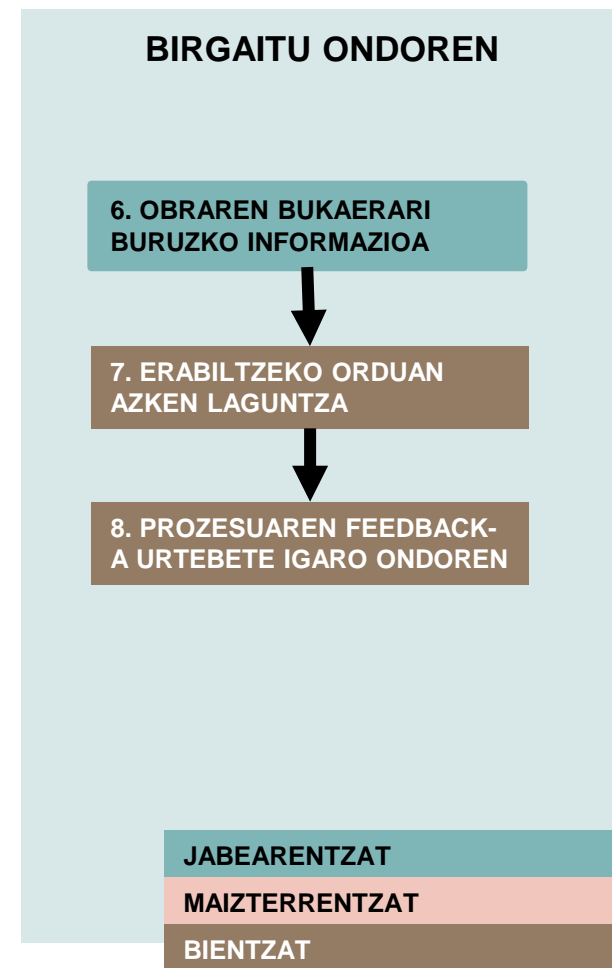 BIRGAITU ONDOREN
6. OBRAREN BUKAERARI
BURUZKO INFORMAZIOA
7. ERABILTZEKO ORDUAN
AZKEN LAGUNTZA
8. PROZESUAREN FEEDBACK-
A URTEBETE IGARO ONDOREN
JABEARENTZAT
MAIZTERRENTZAT
BIENTZAT